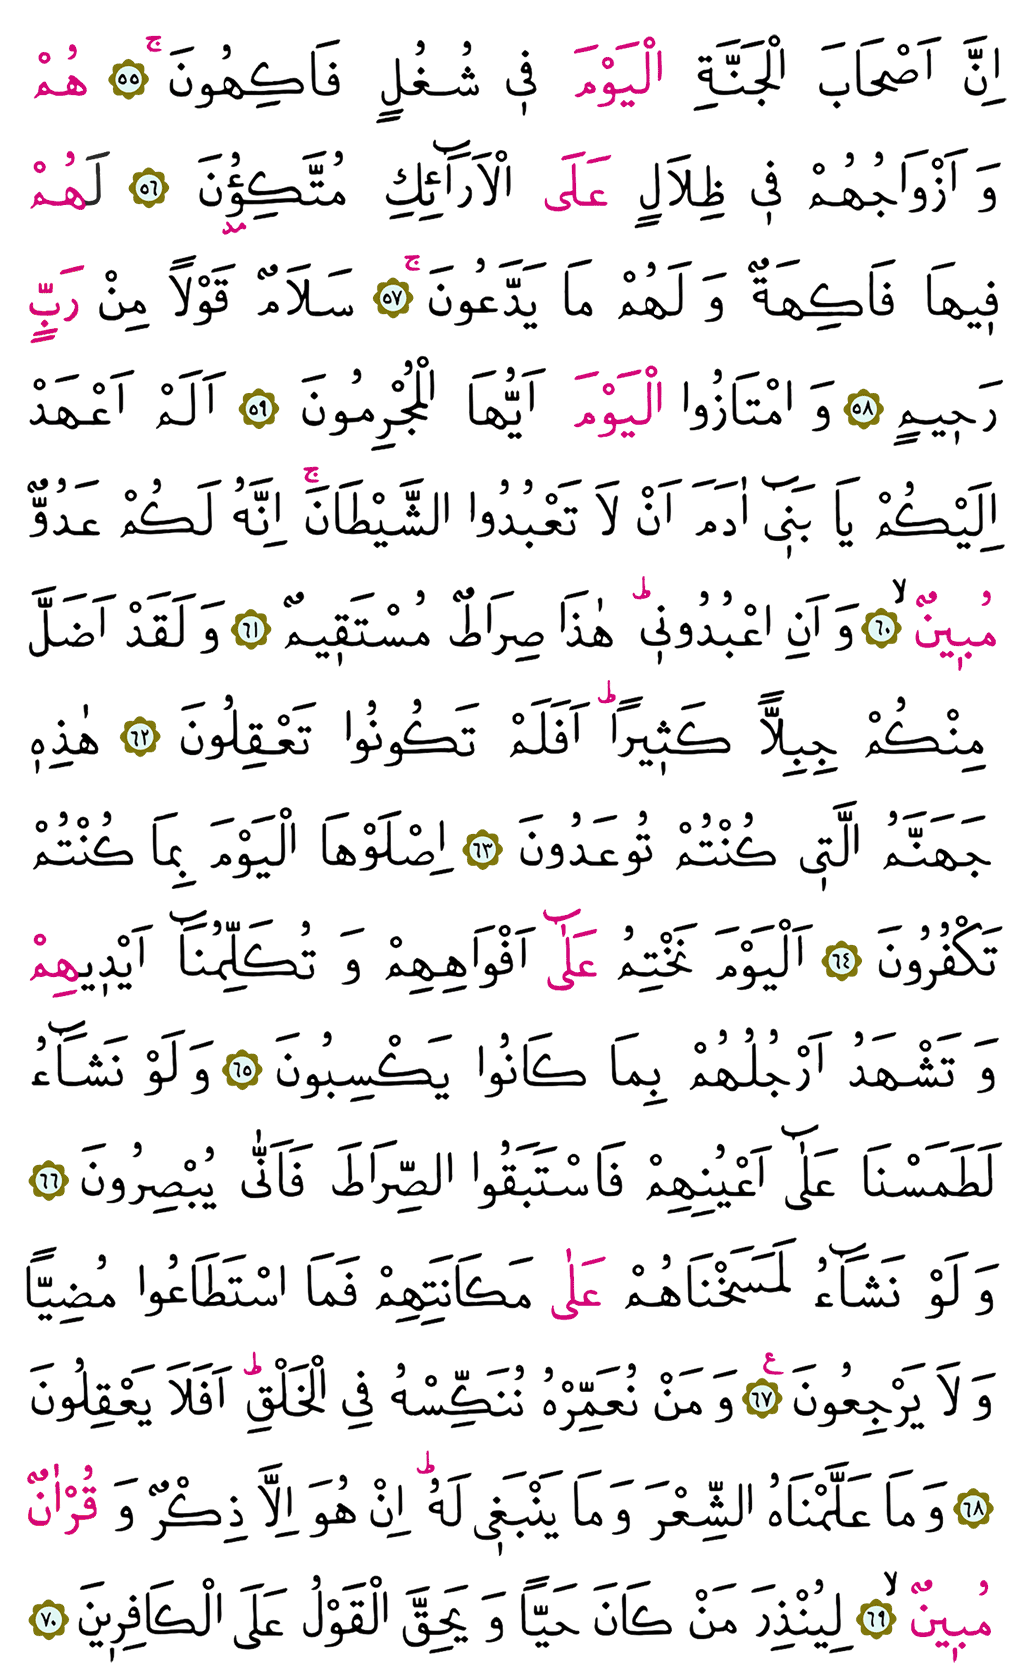 اِنَّ اَصْحَابَ الْجَنَّةِ الْيَوْمَ فٖي شُغُلٍ فَاكِهُونَ ۚ ﴿٥٥﴾ هُمْ
وَ اَزْوَاجُهُمْ فٖي ظِلَالٍ عَلَى الْاَرَٓائِكِ مُتَّكِؤُ۫نَ ﴿٥٦﴾ لَهُمْ
فٖيهَا فَاكِهَةٌ وَ لَهُمْ مَا يَدَّعُونَ ۚ ﴿٥٧﴾ سَلَامٌ قَوْلًا مِنْ رَبٍّ
رَحٖيمٍ ﴿٥٨﴾ وَ امْتَازُوا الْيَوْمَ اَيُّهَا الْمُجْرِمُونَ ﴿٥٩﴾ اَلَمْ اَعْهَدْ
اِلَيْكُمْ يَا بَنٖٓي اٰدَمَ اَنْ لَا تَعْبُدُوا الشَّيْطَانَ ۚ اِنَّهُ لَكُمْ عَدُوٌّ
مُبٖينٌ ۙ ﴿٦٠﴾ وَ اَنِ اعْبُدُونٖي ؕ هٰذَا صِرَاطٌ مُسْتَقٖيمٌ ﴿٦١﴾ وَ لَقَدْ اَضَلَّ
مِنْكُمْ جِبِلًّا كَثٖيرًا ؕ اَفَلَمْ تَكُونُوا تَعْقِلُونَ ﴿٦٢﴾ هٰذِهٖ
جَهَنَّمُ الَّتٖي كُنْتُمْ تُوعَدُونَ ﴿٦٣﴾ اِصْلَوْهَا الْيَوْمَ بِمَا كُنْتُمْ
تَكْفُرُونَ ﴿٦٤﴾ اَلْيَوْمَ نَخْتِمُ عَلٰٓى اَفْوَاهِهِمْ وَ تُكَلِّمُنَٓا اَيْدٖيهِمْ
وَ تَشْهَدُ اَرْجُلُهُمْ بِمَا كَانُوا يَكْسِبُونَ ﴿٦٥﴾ وَ لَوْ نَشَٓاءُ
لَطَمَسْنَا عَلٰٓى اَعْيُنِهِمْ فَاسْتَبَقُوا الصِّرَاطَ فَاَنّٰى يُبْصِرُونَ ﴿٦٦﴾
وَ لَوْ نَشَٓاءُ لَمَسَخْنَاهُمْ عَلٰى مَكَانَتِهِمْ فَمَا اسْتَطَاعُوا مُضِيًّا
وَ لَا يَرْجِعُونَ ﴿٦٧﴾ ع وَ مَنْ نُعَمِّرْهُ نُنَكِّسْهُ فِي الْخَلْقِ ؕ اَفَلَا يَعْقِلُونَ
﴿٦٨﴾ وَ مَا عَلَّمْنَاهُ الشِّعْرَ وَ مَا يَنْبَغٖي لَهُ ؕ اِنْ هُوَ اِلَّا ذِكْرٌ وَ قُرْاٰنٌ
مُبٖينٌ ۙ ﴿٦٩﴾ لِيُنْذِرَ مَنْ كَانَ حَيًّا وَ يَحِقَّ الْقَوْلُ عَلَى الْكَافِرٖينَ ﴿٧٠﴾